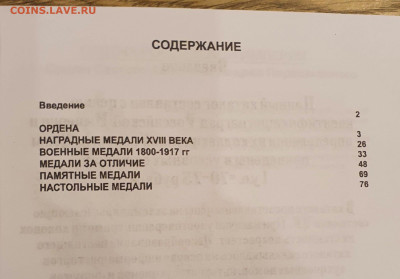 COINS.LAVE.RU
СОДЕРЖАНИЕ
Введение 2
ОРДЕНА 3
НАГРАДНЫЕ МЕДАЛИ XVIII ВЕКА 26
ВОЕННЫЕ МЕДАЛИ 1800-1917 гг 33
МЕДАЛИ ЗА ОТЛИЧИЕ 48
ПАМЯТНЫЕ МЕДАЛИ 69
НАСТОЛЬНЫЕ МЕДАЛИ 76